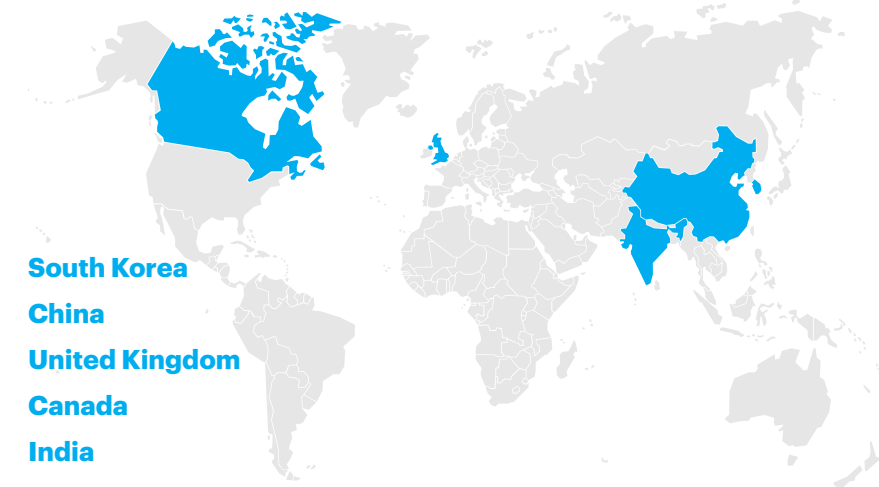 South Korea
China
United Kingdom
Canada
India